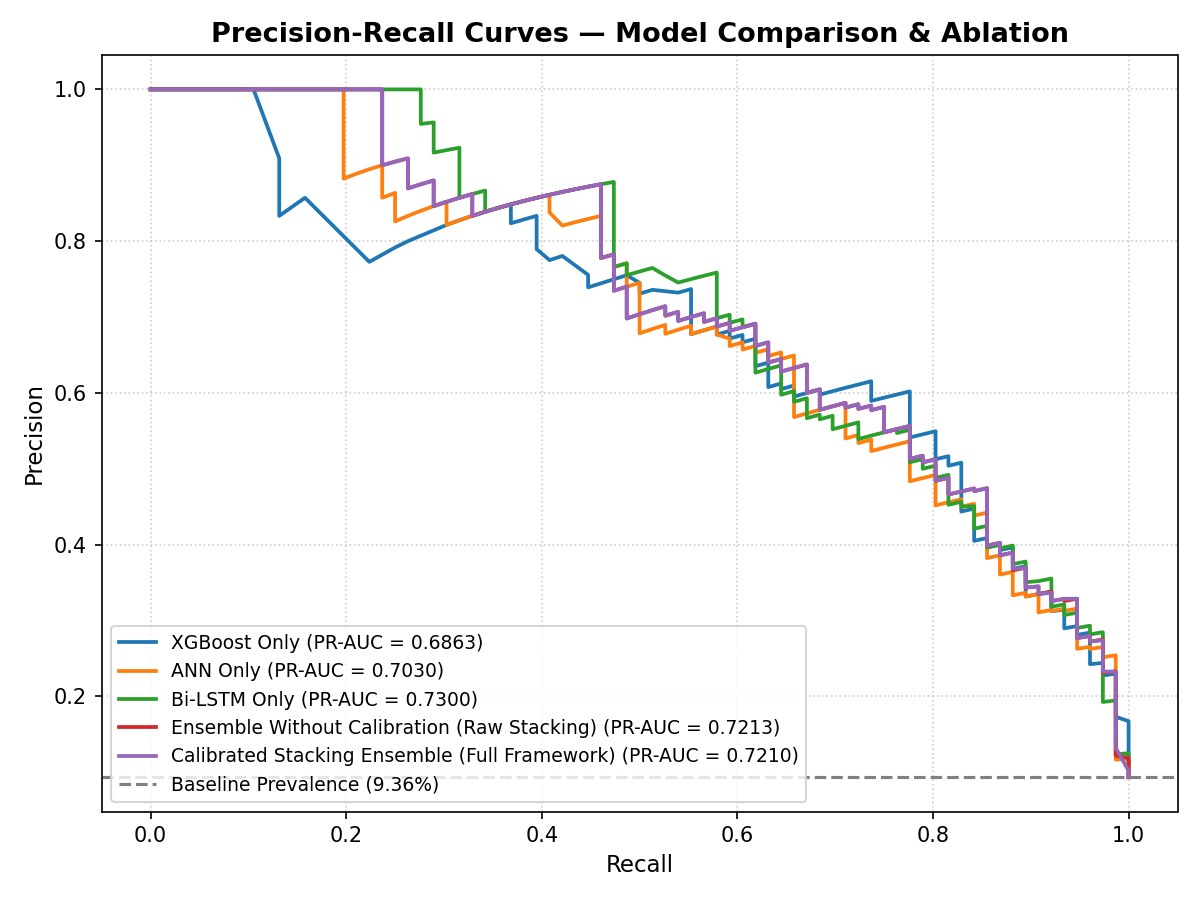 Precision-Recall Curves — Model Comparison & Ablation
1.0
0.8
0.6
0.4
0.2
Precision
XGBoost Only (PR-AUC = 0.6863)
ANN Only (PR-AUC = 0.7030)
Bi-LSTM Only (PR-AUC = 0.7300)
Ensemble Without Calibration (Raw Stacking) (PR-AUC = 0.7213)
Calibrated Stacking Ensemble (Full Framework) (PR-AUC = 0.7210)
Baseline Prevalence (9.36%)
0.0 0.2 0.4 0.6 0.8 1.0
Recall